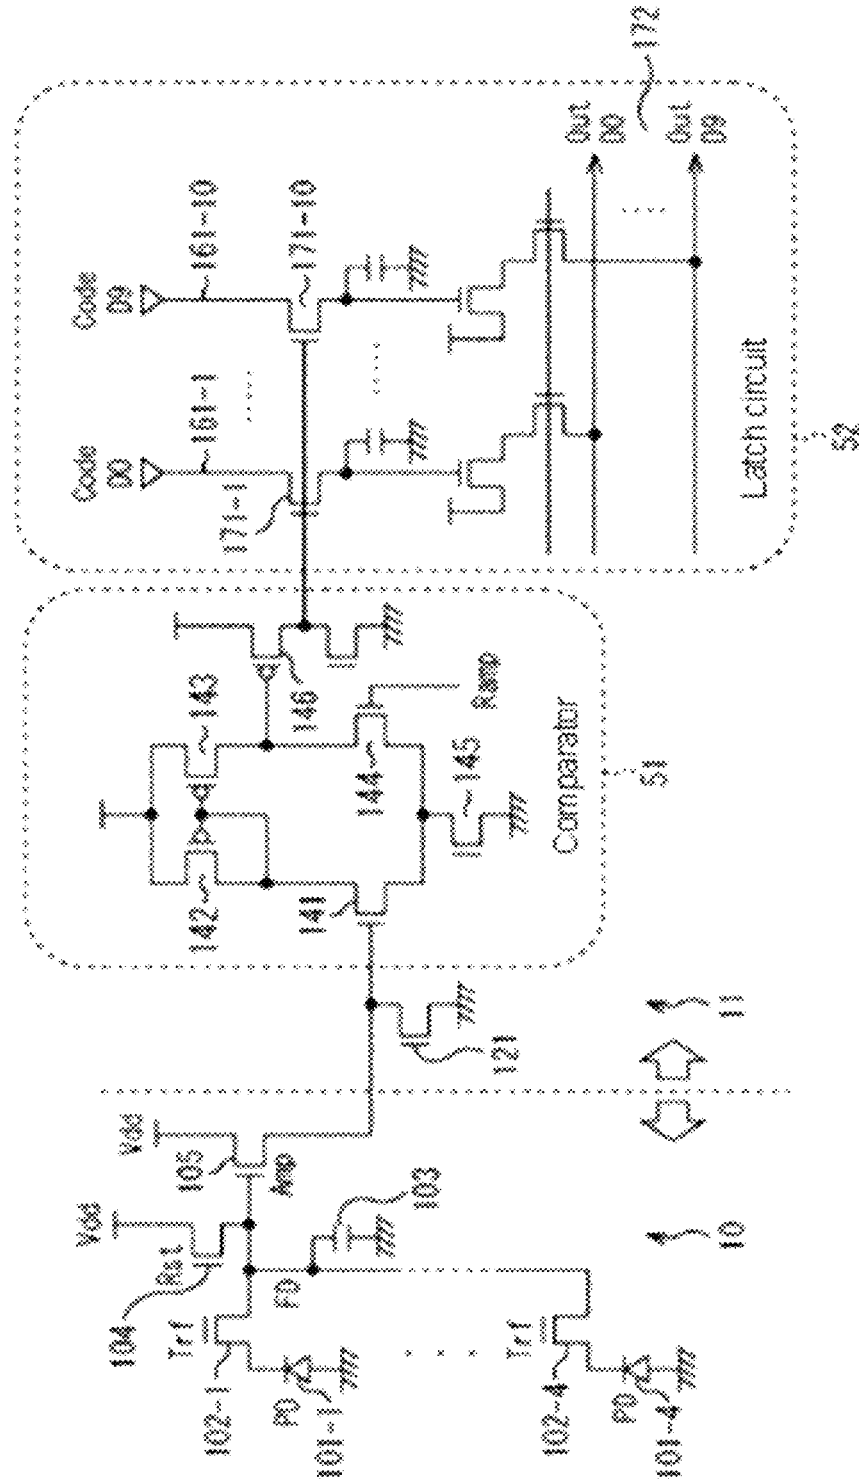 Vdd
Vdd
104
Rst
105
Amp
Trf
102-1
PD
101-1
FD
103
Trf
102-4
PD
101-4
10
11
121
142
143
141
144
145
146
Ramp
Comparator
51
Code
D0
161-1
171-1
Code
D9
161-10
171-10
Out
D0
Out
D9
172
Latch circuit
52